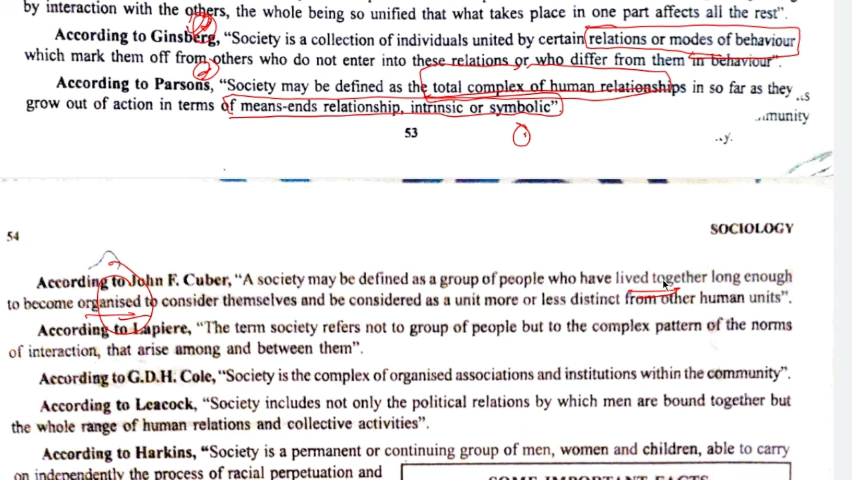 by interaction with the others, the whole being so unified that what takes place in one part affects all the rest".
According to Ginsberg, "Society is a collection of individuals united by certain relations or modes of behaviour
which mark them off from others who do not enter into these relations or who differ from them in behaviour"
According to Parsons, "Society may be defined as the total complex of human relationships in so far as they
grow out of action in terms of means-ends relationship, intrinsic or symbolic"
munity
53
y.
54
SOCIOLOGY
According to John F. Cuber, "A society may be defined as a group of people who have lived together long enough
to become organised to consider themselves and be considered as a unit more or less distinct from other human units".
According to Lapiere, "The term society refers not to group of people but to the complex pattern of the norms
of interaction, that arise among and between them".
According to G.D.H. Cole, "Society is the complex of organised associations and institutions within the community".
According to Leacock, "Society includes not only the political relations by which men are bound together but
the whole range of human relations and collective activities".
According to Harkins, "Society is a permanent or continuing group of men, women and children, able to carry
on independently the process of racial perpetuation and
SOME IMPORTANT FACTS